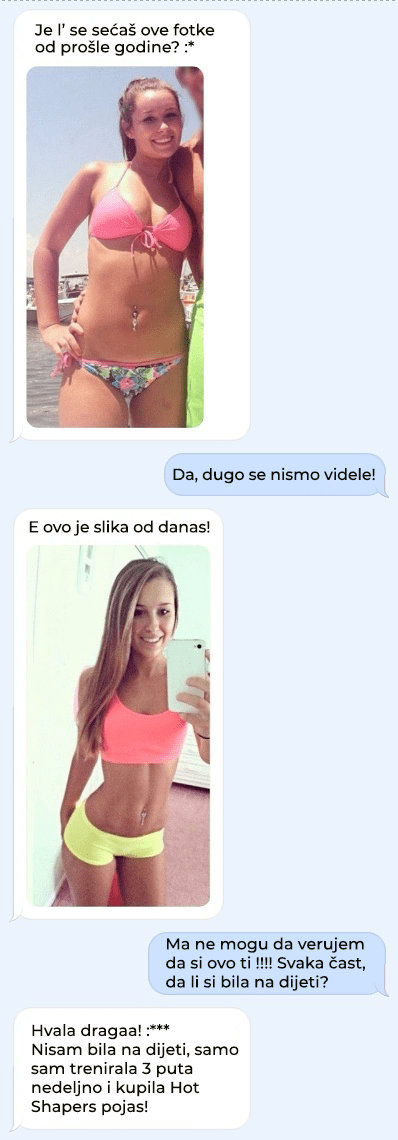 Je l’ se sećaš ove fotke
od prošle godine? :*
Da, dugo se nismo videle!
E ovo je slika od danas!
Ma ne mogu da verujem
da si ovo ti !!!! Svaka čast,
da li si bila na dijeti?
Hvala dragaa! :***
Nisam bila na dijeti, samo
sam trenirala 3 puta
nedeljno i kupila Hot
Shapers pojas!